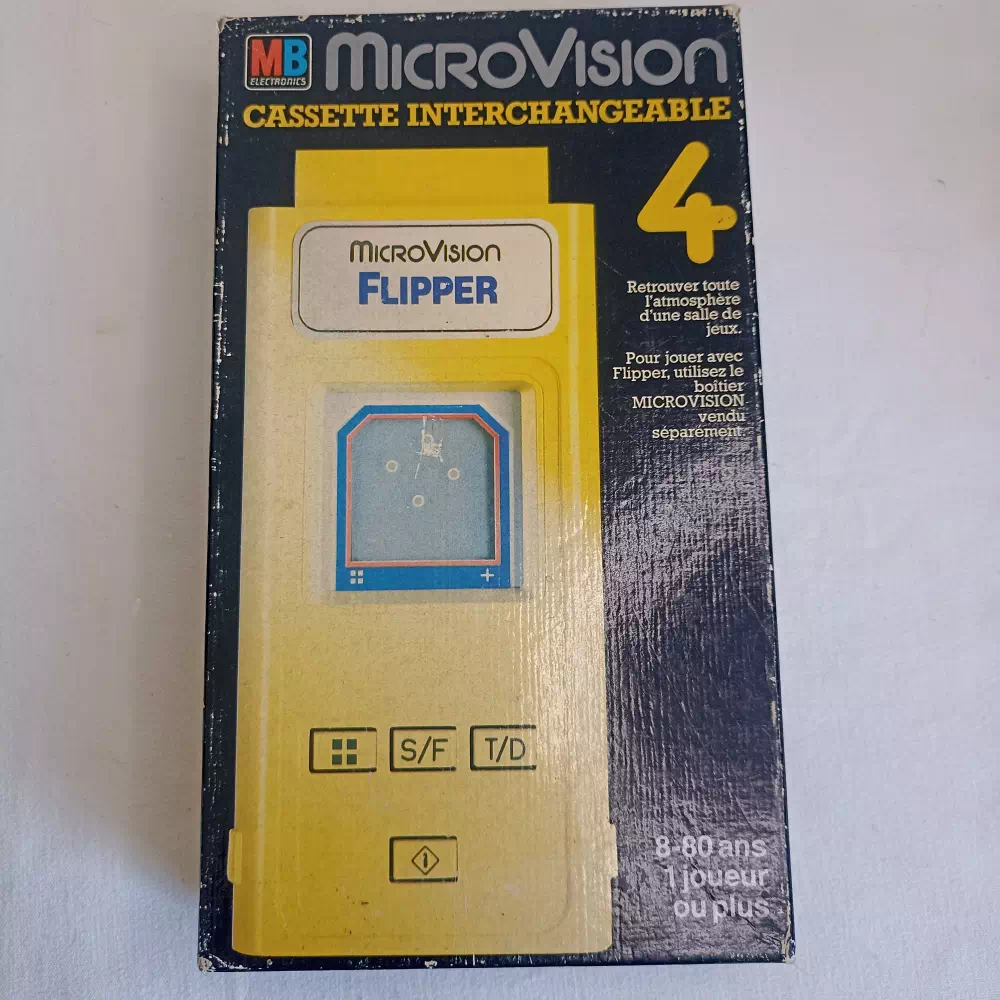 MB
ELECTRONICS
MICROVISION
CASSETTE INTERCHANGEABLE
4
MICROVISION
FLIPPER
Retrouver toute
l'atmosphère
d'une salle de
jeux.
Pour jouer avec
Flipper, utilisez le
boîtier
MICROVISION
vendu
séparément
S/F
T/D
1
8-80 ans
1 joueur
ou plus